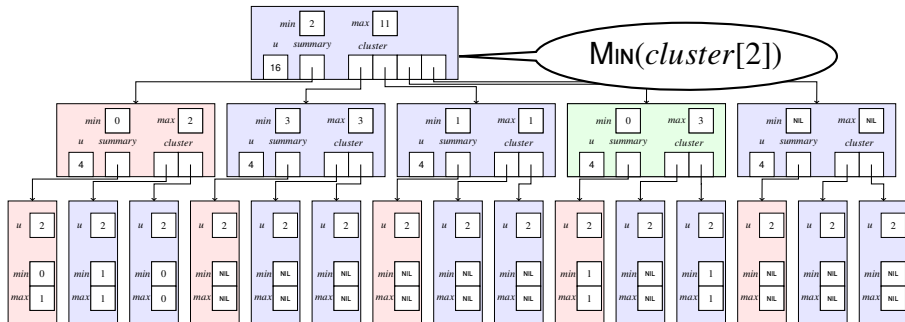 min 2 max 11
u summary cluster
16
MIN(cluster[2])
min 0 max 2 min 3 max 3 min 1 max 1 min 0 max 3 min NIL max NIL
u summary cluster u summary cluster u summary cluster u summary cluster u summary cluster
4 4 4 4 4
u 2 u 2 u 2 u 2 u 2 u 2 u 2 u 2 u 2 u 2 u 2 u 2 u 2 u 2 u 2
min 0 min 1 min 0 min NIL min NIL min NIL min NIL min NIL min NIL min 1 min NIL min 1 min NIL min NIL min NIL
max 1 max 1 max 0 max NIL max NIL max NIL max NIL max NIL max NIL max 1 max NIL max 1 max NIL max NIL max NIL